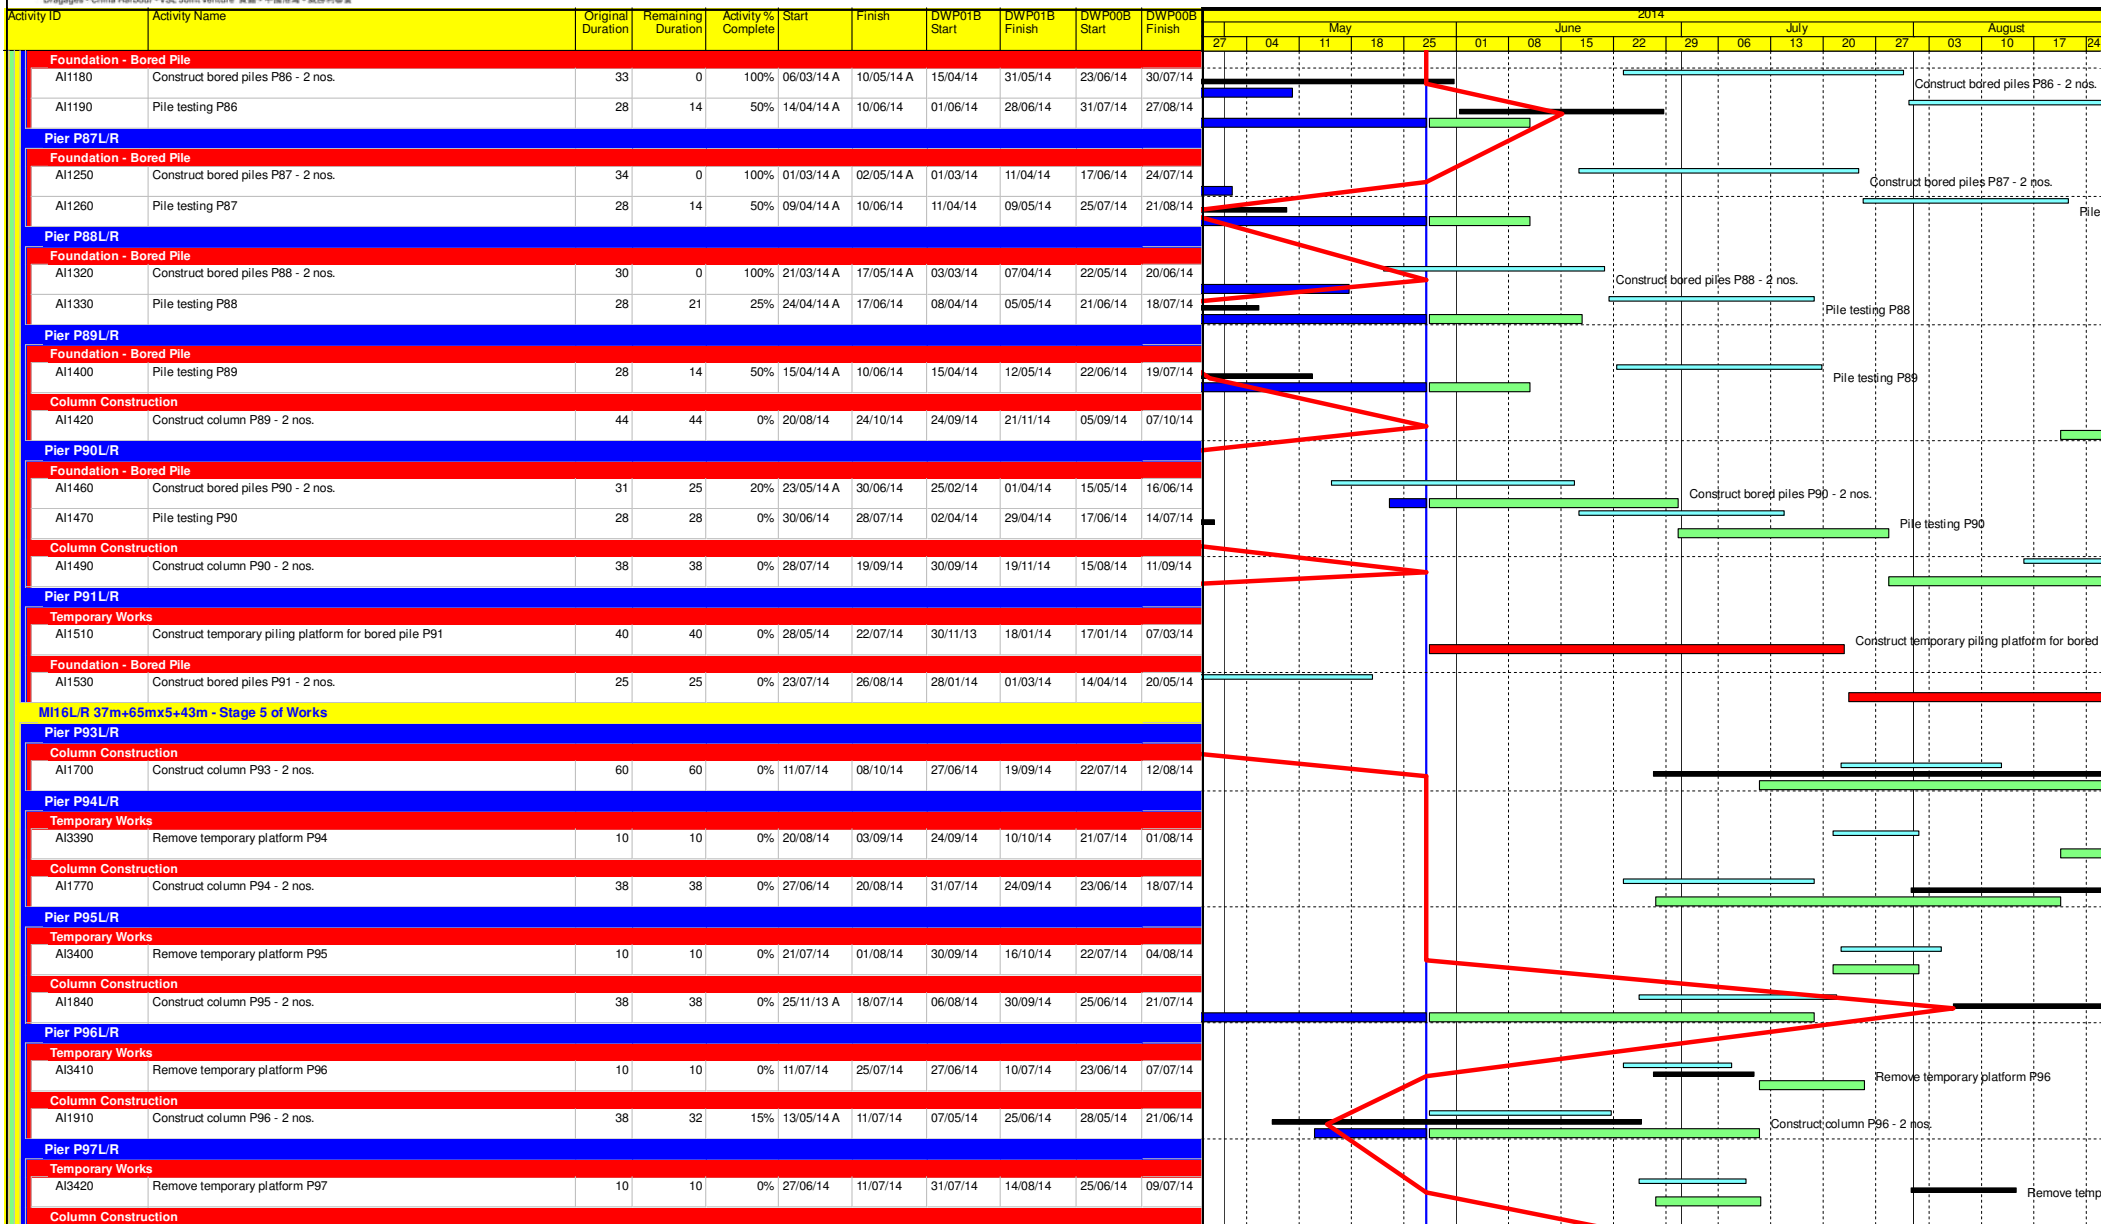 Dragages - China Harbour - VSL Joint Venture
Activity ID Activity Name Original Duration Remaining Duration Activity % Complete Start Finish DWP01B Start DWP01B Finish DWP00B Start DWP00B Finish
2014
May June July August
27 04 11 18 25 01 08 15 22 29 06 13 20 27 03 10 17 24
Foundation - Bored Pile
AI1180 Construct bored piles P86 - 2 nos. 33 0 100% 06/03/14 A 10/05/14 A 15/04/14 31/05/14 23/06/14 30/07/14
Construct bored piles P86 - 2 nos.
AI1190 Pile testing P86 28 14 50% 14/04/14 A 10/06/14 01/06/14 28/06/14 31/07/14 27/08/14
Pier P87L/R
Foundation - Bored Pile
AI1250 Construct bored piles P87 - 2 nos. 34 0 100% 01/03/14 A 02/05/14 A 01/03/14 11/04/14 17/06/14 24/07/14
Construct bored piles P87 - 2 nos.
AI1260 Pile testing P87 28 14 50% 09/04/14 A 10/06/14 11/04/14 09/05/14 25/07/14 21/08/14
Pile
Pier P88L/R
Foundation - Bored Pile
AI1320 Construct bored piles P88 - 2 nos. 30 0 100% 21/03/14 A 17/05/14 A 03/03/14 07/04/14 22/05/14 20/06/14
Construct bored piles P88 - 2 nos.
AI1330 Pile testing P88 28 21 25% 24/04/14 A 17/06/14 08/04/14 05/05/14 21/06/14 18/07/14
Pile testing P88
Pier P89L/R
Foundation - Bored Pile
AI1400 Pile testing P89 28 14 50% 15/04/14 A 10/06/14 15/04/14 12/05/14 22/06/14 19/07/14
Pile testing P89
Column Construction
AI1420 Construct column P89 - 2 nos. 44 44 0% 20/08/14 24/10/14 24/09/14 21/11/14 05/09/14 07/10/14
Pier P90L/R
Foundation - Bored Pile
AI1460 Construct bored piles P90 - 2 nos. 31 25 20% 23/05/14 A 30/06/14 25/02/14 01/04/14 15/05/14 16/06/14
Construct bored piles P90 - 2 nos.
AI1470 Pile testing P90 28 28 0% 30/06/14 28/07/14 02/04/14 29/04/14 17/06/14 14/07/14
Pile testing P90
Column Construction
AI1490 Construct column P90 - 2 nos. 38 38 0% 28/07/14 19/09/14 30/09/14 19/11/14 15/08/14 11/09/14
Pier P91L/R
Temporary Works
AI1510 Construct temporary piling platform for bored pile P91 40 40 0% 28/05/14 22/07/14 30/11/13 18/01/14 17/01/14 07/03/14
Construct temporary piling platform for bored
Foundation - Bored Pile
AI1530 Construct bored piles P91 - 2 nos. 25 25 0% 23/07/14 26/08/14 28/01/14 01/03/14 14/04/14 20/05/14
MI16L/R 37m+65mx5+43m - Stage 5 of Works
Pier P93L/R
Column Construction
AI1700 Construct column P93 - 2 nos. 60 60 0% 11/07/14 08/10/14 27/06/14 19/09/14 22/07/14 12/08/14
Pier P94L/R
Temporary Works
AI3390 Remove temporary platform P94 10 10 0% 20/08/14 03/09/14 24/09/14 10/10/14 21/07/14 01/08/14
Column Construction
AI1770 Construct column P94 - 2 nos. 38 38 0% 27/06/14 20/08/14 31/07/14 24/09/14 23/06/14 18/07/14
Pier P95L/R
Temporary Works
AI3400 Remove temporary platform P95 10 10 0% 21/07/14 01/08/14 30/09/14 16/10/14 22/07/14 04/08/14
Column Construction
AI1840 Construct column P95 - 2 nos. 38 38 0% 25/11/13 A 18/07/14 06/08/14 30/09/14 25/06/14 21/07/14
Pier P96L/R
Temporary Works
AI3410 Remove temporary platform P96 10 10 0% 11/07/14 25/07/14 27/06/14 10/07/14 23/06/14 07/07/14
Remove temporary platform P96
Column Construction
AI1910 Construct column P96 - 2 nos. 38 32 15% 13/05/14 A 11/07/14 07/05/14 25/06/14 28/05/14 21/06/14
Construct column P96 - 2 nos.
Pier P97L/R
Temporary Works
AI3420 Remove temporary platform P97 10 10 0% 27/06/14 11/07/14 31/07/14 14/08/14 25/06/14 09/07/14
Remove temp
Column Construction